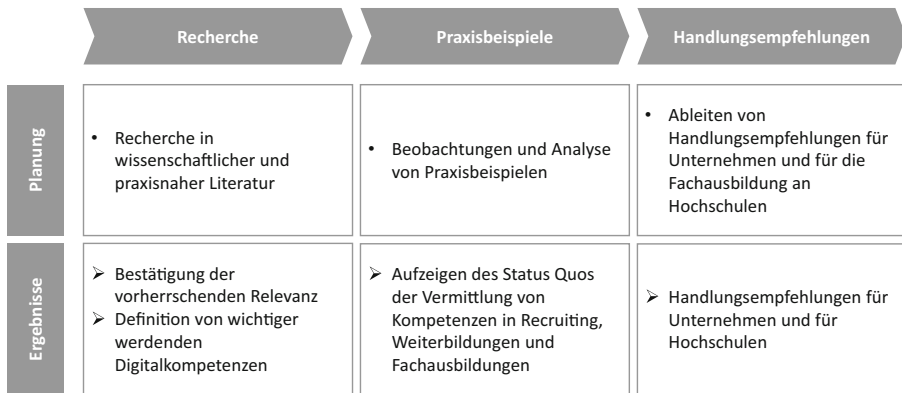 Recherche
Praxisbeispiele
Handlungsempfehlungen
Planung
• Recherche in
wissenschaftlicher und
praxisnaher Literatur
• Beobachtungen und Analyse
von Praxisbeispielen
• Ableiten von
Handlungsempfehlungen für
Unternehmen und für die
Fachausbildung an
Hochschulen
Ergebnisse
➢ Bestätigung der
vorherrschenden Relevanz
➢ Definition von wichtiger
werdenden
Digitalkompetenzen
➢ Aufzeigen des Status Quos
der Vermittlung von
Kompetenzen in Recruiting,
Weiterbildungen und
Fachausbildungen
➢ Handlungsempfehlungen für
Unternehmen und für
Hochschulen